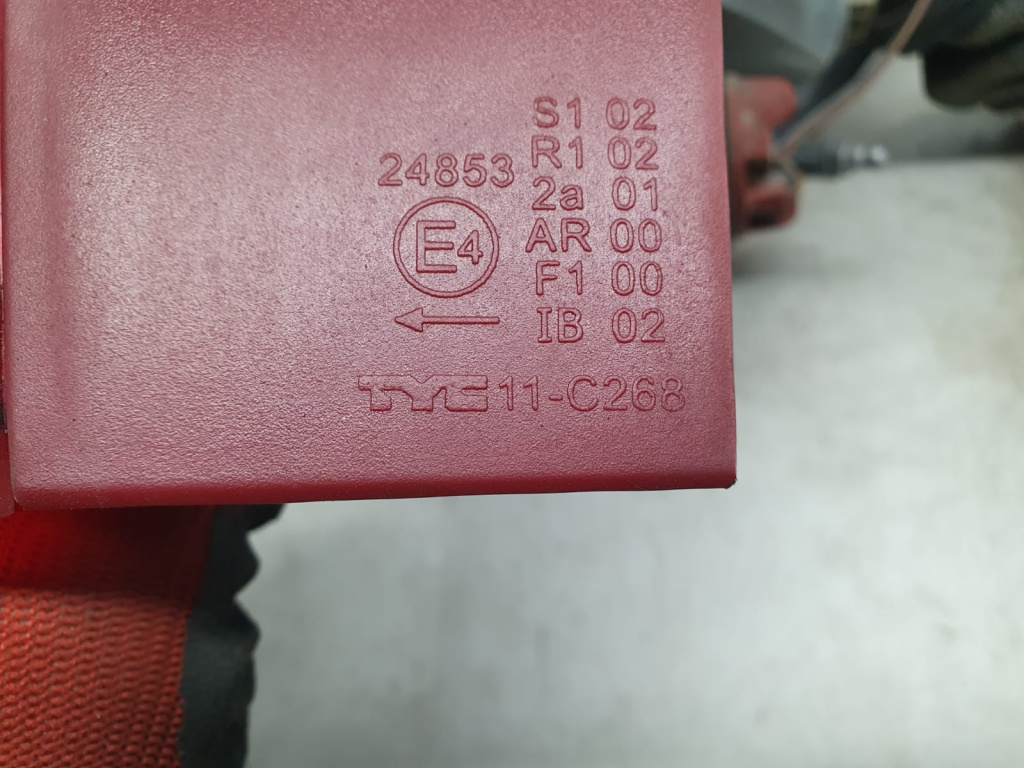 S1 02
R1 02
24853
2a 01
E4
AR 00
F1 00
IB 02
TYC 11-C268